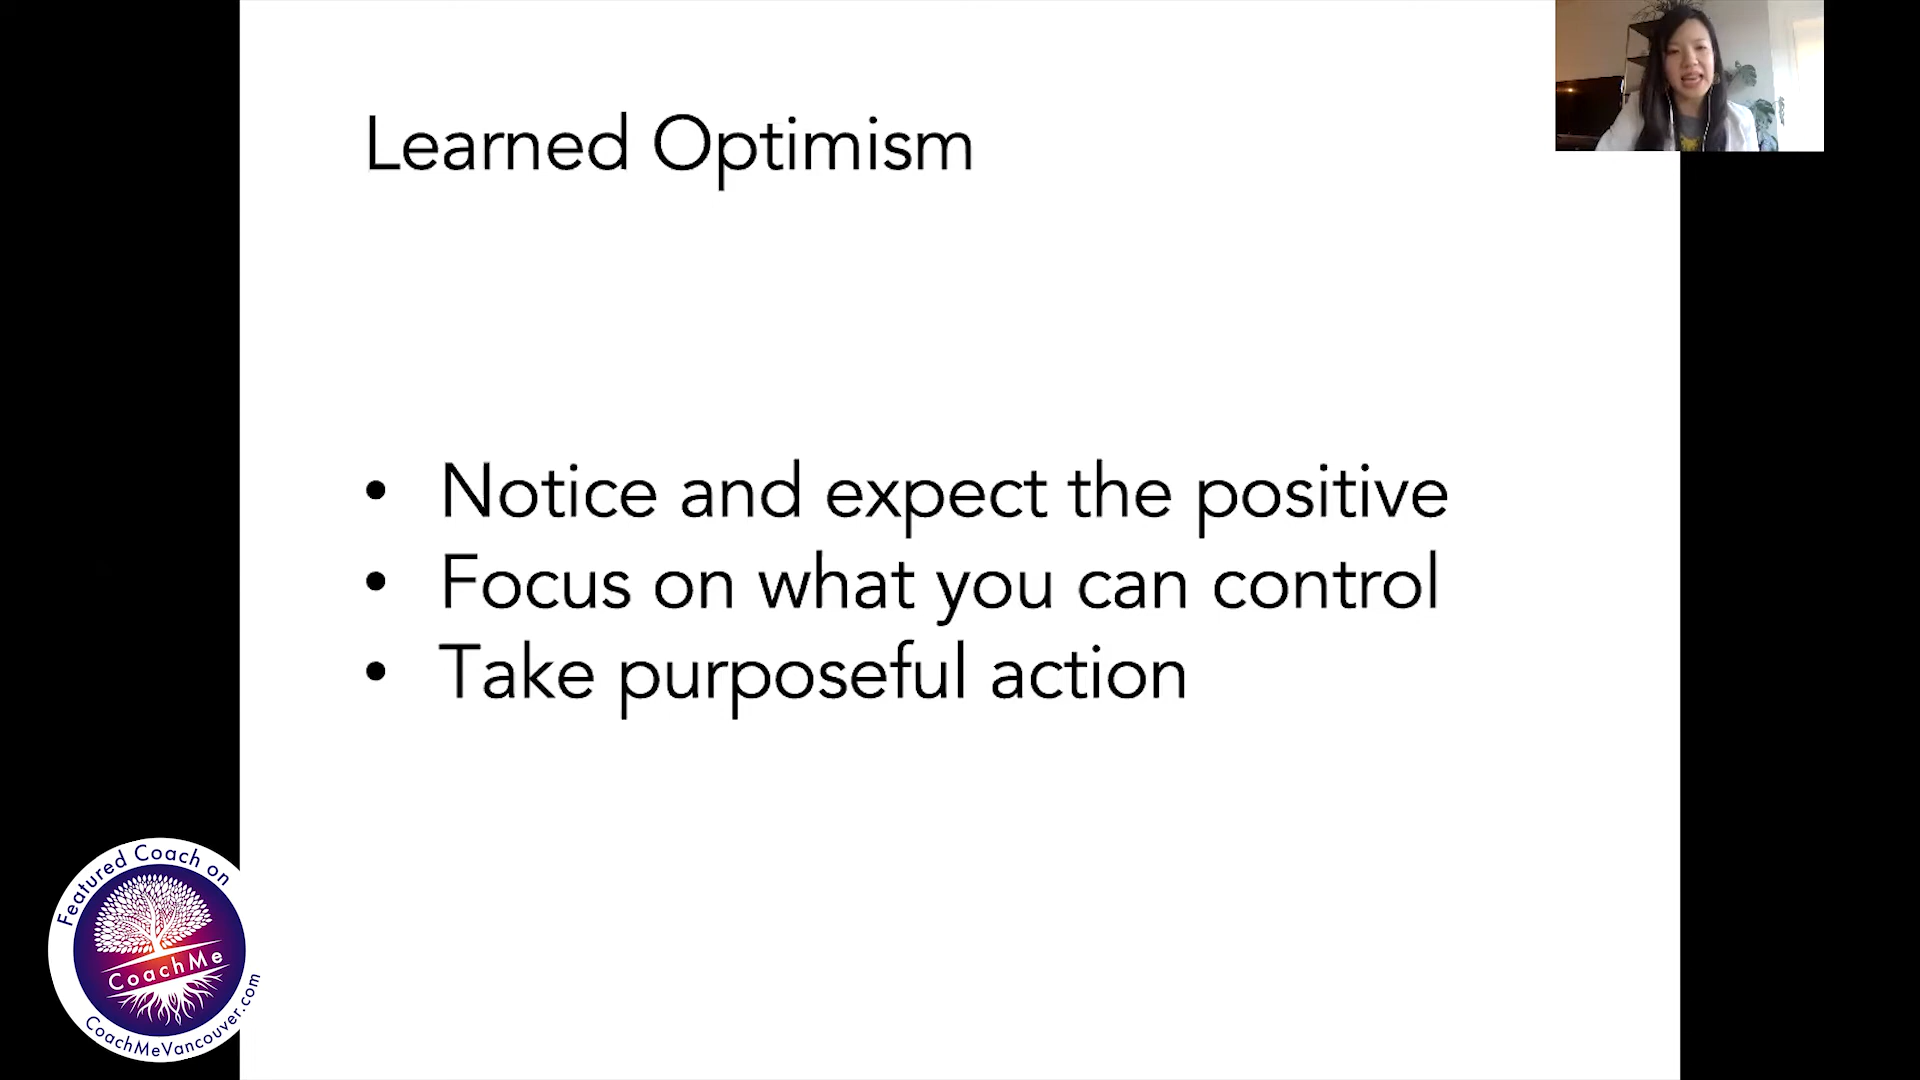 Learned Optimism
• Notice and expect the positive
• Focus on what you can control
• Take purposeful action
Featured Coach on
CoachMe
CoachMeVancouver.com